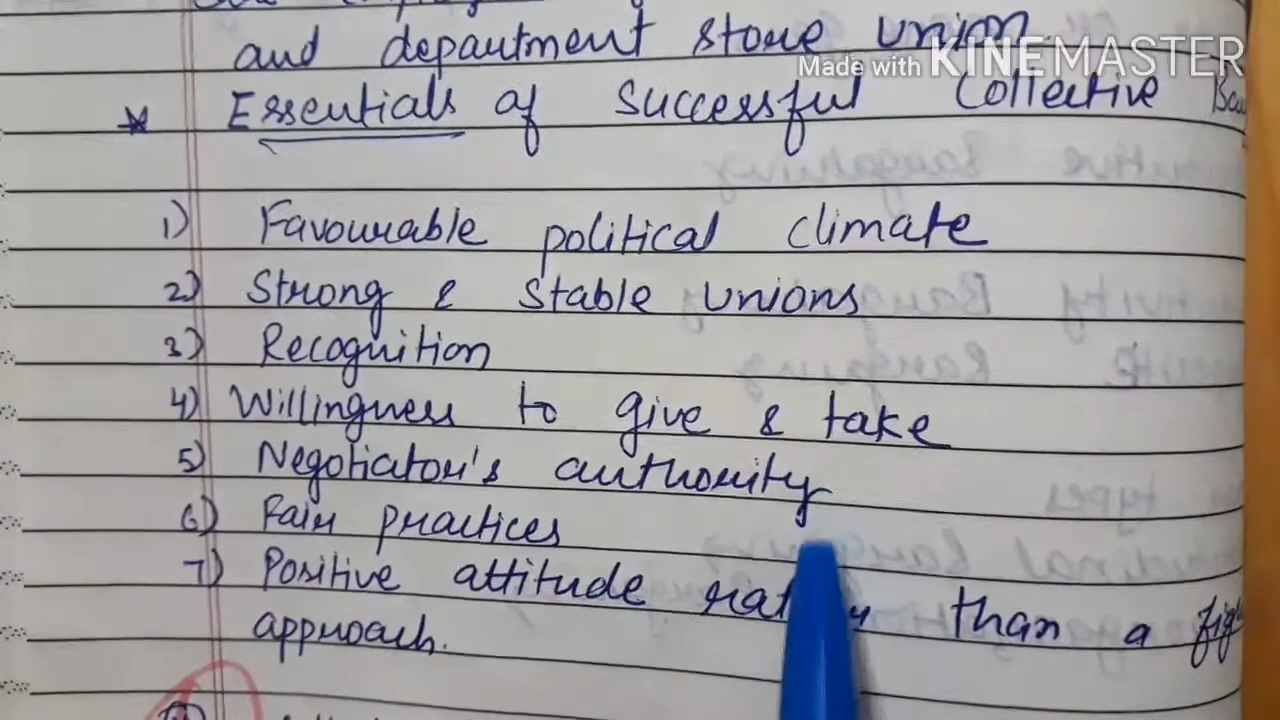 and department store union.
Made with KINEMASTER
* Essentials of successful Collective
1) Favourable political climate
2) Strong & stable unions
3) Recognition
4) Willingness to give & take
5) Negotiator's authority
6) Fair practices
7) Positive attitude rather than a
approach.